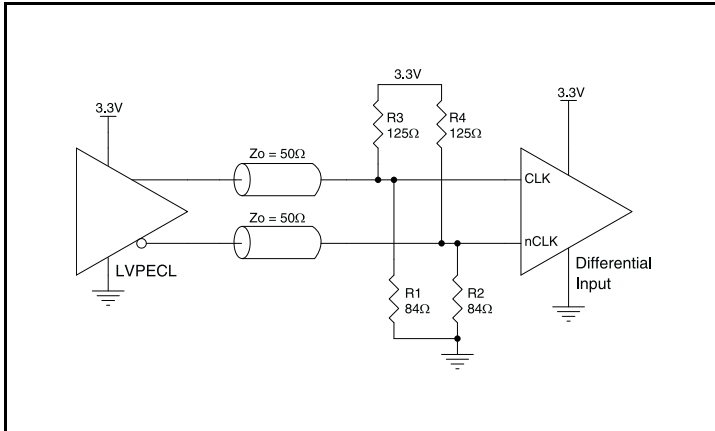 3.3V
3.3V
3.3V
R3
125Ω
R4
125Ω
Zo = 50Ω
CLK
Zo = 50Ω
nCLK
LVPECL
Differential
Input
R1
84Ω
R2
84Ω